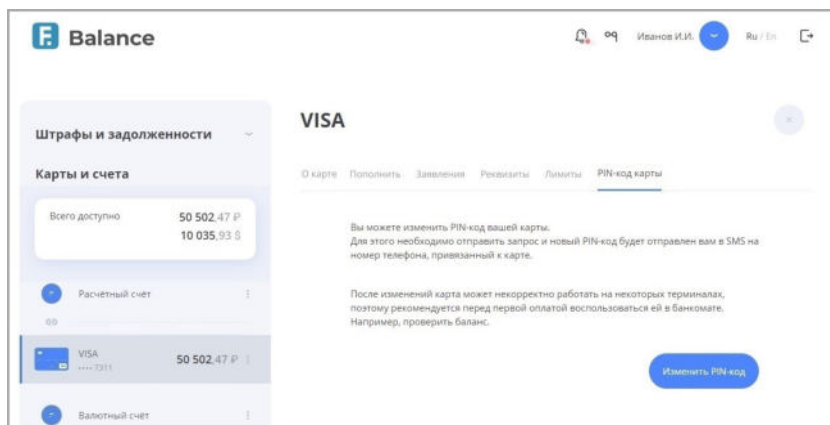 F. Balance
Иванов И.И.
Ru / En
Штрафы и задолженности
Карты и счета
Всего доступно 50 502,47 ₽
10 035,93 $
Расчётный счёт
VISA 50 502,47 ₽
•••• 7311
Валютный счёт
VISA
О карте Пополнить Заявления Реквизиты Лимиты PIN-код карты
Вы можете изменить PIN-код вашей карты.
Для этого необходимо отправить запрос и новый PIN-код будет отправлен вам в SMS на
номер телефона, привязанный к карте.
После изменений карта может некорректно работать на некоторых терминалах,
поэтому рекомендуется перед первой оплатой воспользоваться ей в банкомате.
Например, проверить баланс.
Изменить PIN-код